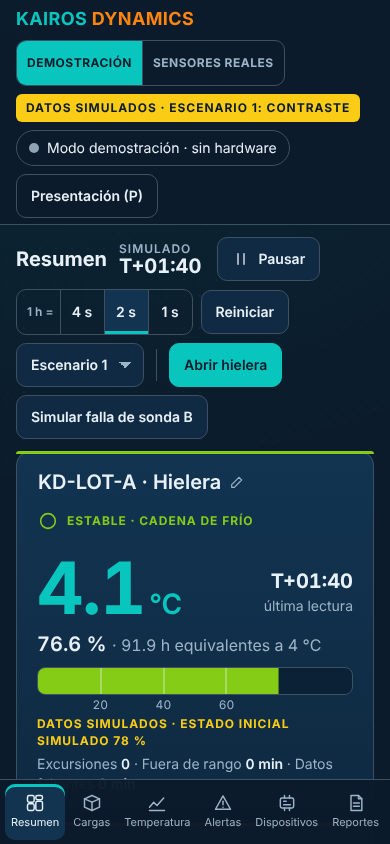 KAIROS DYNAMICS
DEMOSTRACIÓN SENSORES REALES
DATOS SIMULADOS · ESCENARIO 1: CONTRASTE
Modo demostración · sin hardware
Presentación (P)
Resumen SIMULADO T+01:40 Pausar
1 h = 4 s 2 s 1 s Reiniciar
Escenario 1 Abrir hielera
Simular falla de sonda B
KD-LOT-A · Hielera
ESTABLE · CADENA DE FRÍO
4.1 °C
T+01:40
última lectura
76.6 % · 91.9 h equivalentes a 4 °C
20 40 60
DATOS SIMULADOS · ESTADO INICIAL
SIMULADO 78 %
Excursiones 0 · Fuera de rango 0 min · Datos
Resumen Cargas Temperatura Alertas Dispositivos Reportes